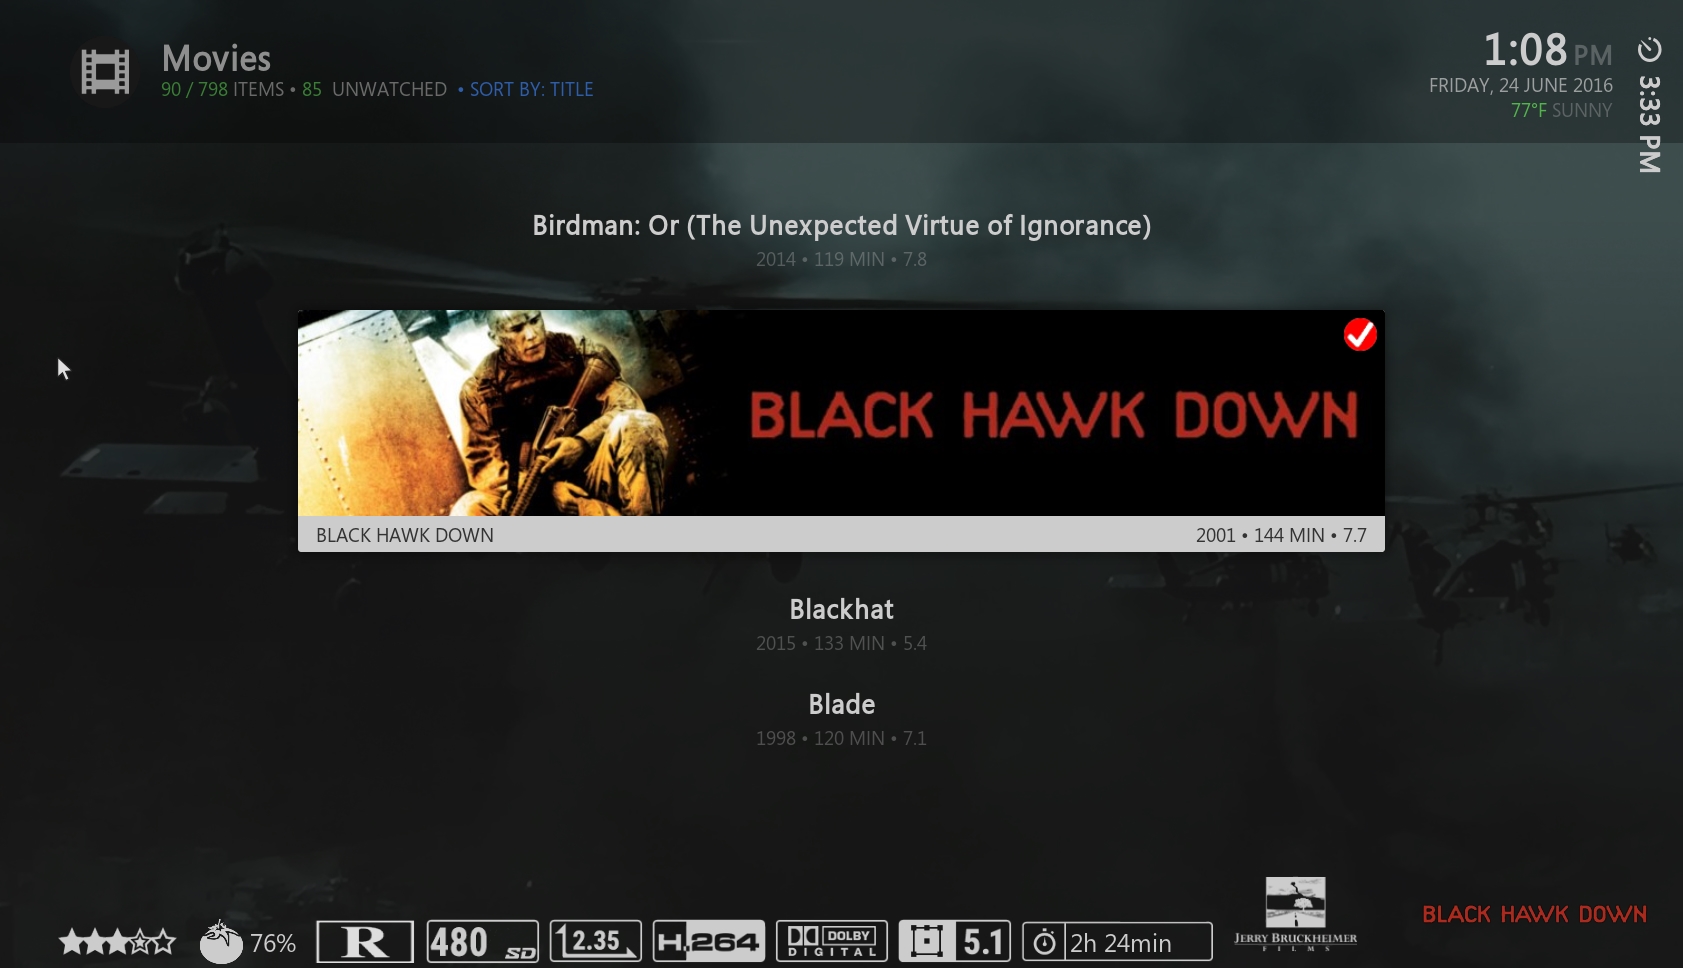 Movies
90 / 798 ITEMS • 85 UNWATCHED • SORT BY: TITLE
1:08 PM
FRIDAY, 24 JUNE 2016
77°F SUNNY
3:33 PM
Birdman: Or (The Unexpected Virtue of Ignorance)
2014 • 119 MIN • 7.8
BLACK HAWK DOWN
BLACK HAWK DOWN
2001 • 144 MIN • 7.7
Blackhat
2015 • 133 MIN • 5.4
Blade
1998 • 120 MIN • 7.1
76%
R
480 SD
2.35
H.264
DOLBY
DIGITAL
5.1
2h 24min
JERRY BRUCKHEIMER
FILMS
BLACK HAWK DOWN